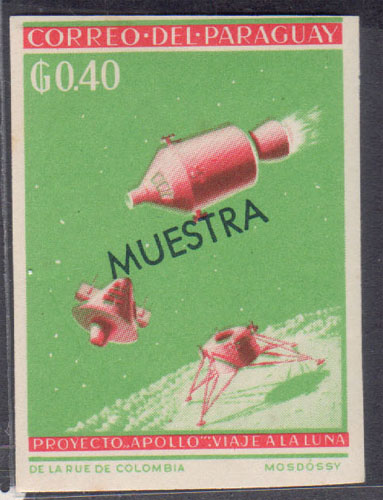 CORREO·DEL·PARAGUAY
₲0.40
MUESTRA
PROYECTO „APOLLO": VIAJE A LA LUNA
DE LA RUE DE COLOMBIA MOSDÓSSY